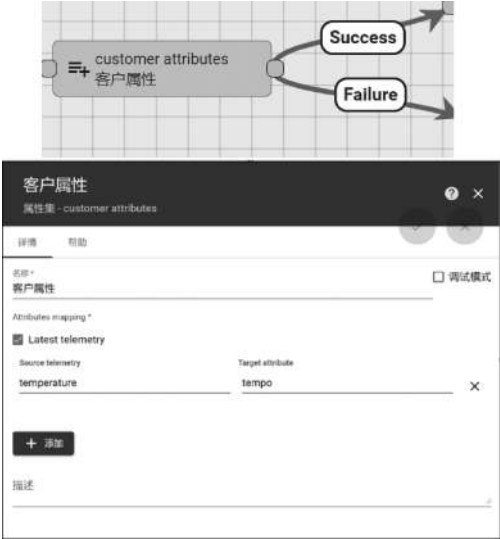 Success
customer attributes
客户属性
Failure
客户属性
属性集 - customer attributes
详情 帮助
名称 *
客户属性
调试模式
Attributes mapping *
Latest telemetry
Source telemetry Target attribute
temperature tempo
添加
描述